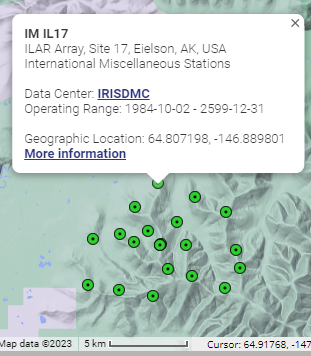 IM IL17
ILAR Array, Site 17, Eielson, AK, USA
International Miscellaneous Stations
Data Center: IRISDMC
Operating Range: 1984-10-02 - 2599-12-31
Geographic Location: 64.807198, -146.889801
More information
Map data ©2023 5 km Cursor: 64.91768, -147